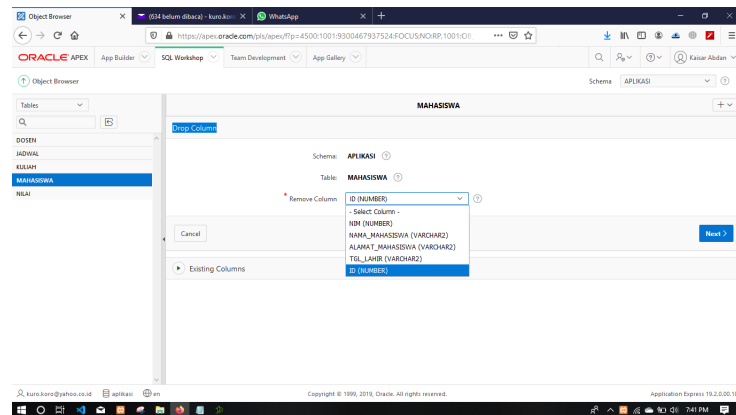 Object Browser
(634 belum dibaca) - kuro.koro
WhatsApp
https://apex.oracle.com/pls/apex/f?p=4500:1001:9300467937524:FOCUS:NO:RP,1001:OB_
ORACLE APEX App Builder SQL Workshop Team Development App Gallery Kaisar Abdan
Object Browser Schema APLIKASI
Tables
DOSEN
JADWAL
KULIAH
MAHASISWA
NILAI
MAHASISWA
Drop Column
Schema: APLIKASI
Table: MAHASISWA
* Remove Column ID (NUMBER)
- Select Column -
NIM (NUMBER)
NAMA_MAHASISWA (VARCHAR2)
ALAMAT_MAHASISWA (VARCHAR2)
TGL_LAHIR (VARCHAR2)
ID (NUMBER)
Cancel
Next >
Existing Columns
kuro.koro@yahoo.co.id aplikasi en Copyright © 1999, 2019, Oracle. All rights reserved. Application Express 19.2.0.00.18
7:41 PM